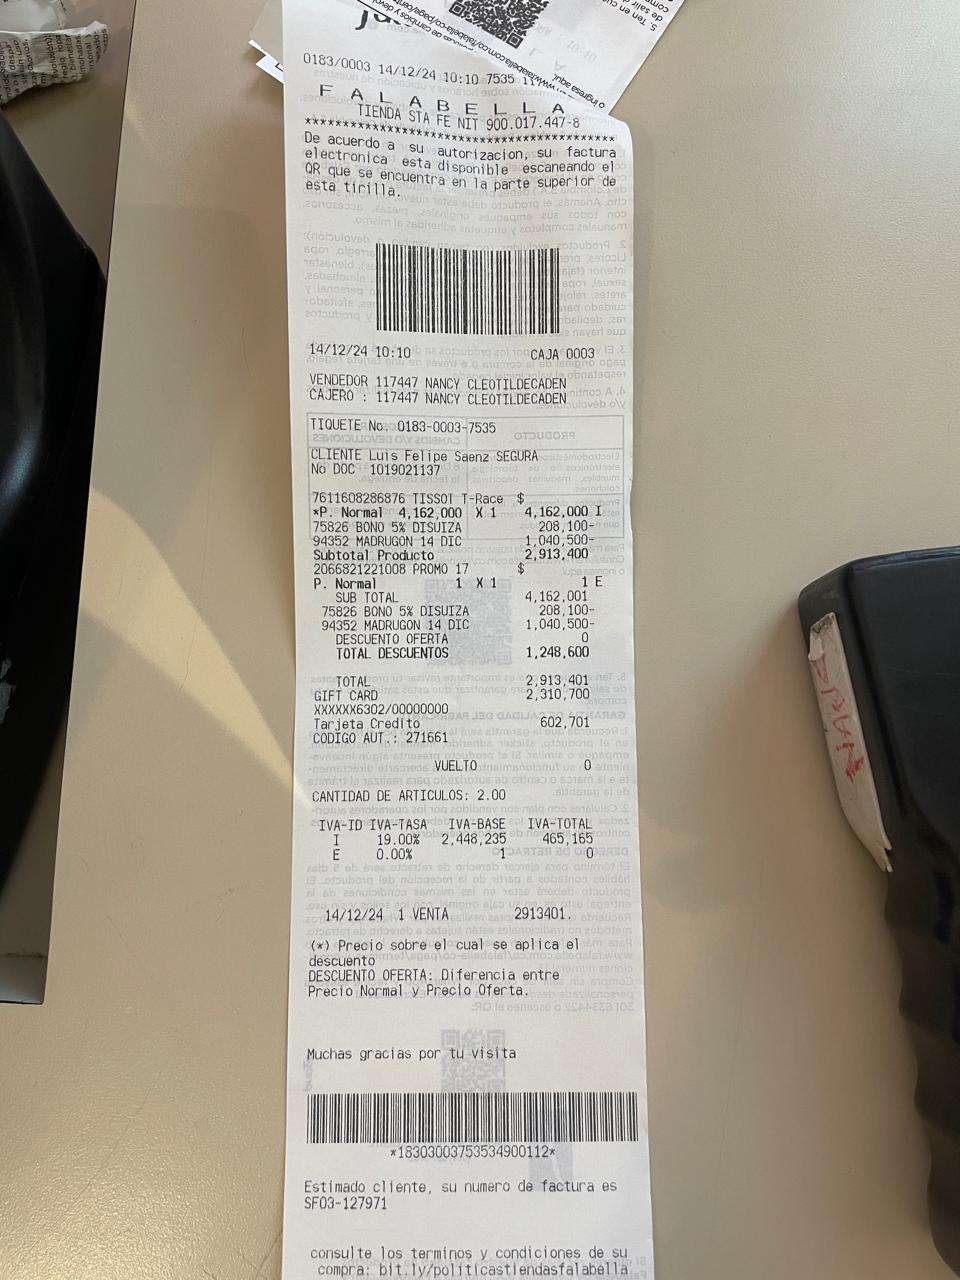 0183/0003 14/12/24 10:10 7535
F A L A B E L L A
TIENDA STA FE NIT 900.017.447-8
******************************************
De acuerdo a su autorizacion, su factura
electronica esta disponible escaneando el
QR que se encuentra en la parte superior de
esta tirilla.
14/12/24 10:10 CAJA 0003
VENDEDOR 117447 NANCY CLEOTILDECADEN
CAJERO : 117447 NANCY CLEOTILDECADEN
TIQUETE No. 0183-0003-7535
CLIENTE Luis Felipe Saenz SEGURA
No DOC 1019021137
7611608286876 TISSOT T-Race $
*P. Normal 4,162,000 X 1 4,162,000 I
75826 BONO 5% DISUIZA 208,100-
94352 MADRUGON 14 DIC 1,040,500-
Subtotal Producto 2,913,400
2066821221008 PROMO 17 $
P. Normal 1 X 1 1 E
SUB TOTAL 4,162,001
75826 BONO 5% DISUIZA 208,100-
94352 MADRUGON 14 DIC 1,040,500-
DESCUENTO OFERTA 0
TOTAL DESCUENTOS 1,248,600
TOTAL 2,913,401
GIFT CARD 2,310,700
XXXXXX6302/00000000
Tarjeta Credito 602,701
CODIGO AUT.: 271661
VUELTO 0
CANTIDAD DE ARTICULOS: 2.00
IVA-ID IVA-TASA IVA-BASE IVA-TOTAL
I 19.00% 2,448,235 465,165
E 0.00% 1 0
14/12/24 1 VENTA 2913401.
(*) Precio sobre el cual se aplica el
descuento
DESCUENTO OFERTA: Diferencia entre
Precio Normal y Precio Oferta.
Muchas gracias por tu visita
*18303003753534900112*
Estimado cliente, su numero de factura es
SF03-127971
consulte los terminos y condiciones de su
compra: bit.ly/politicastiendasfalabella